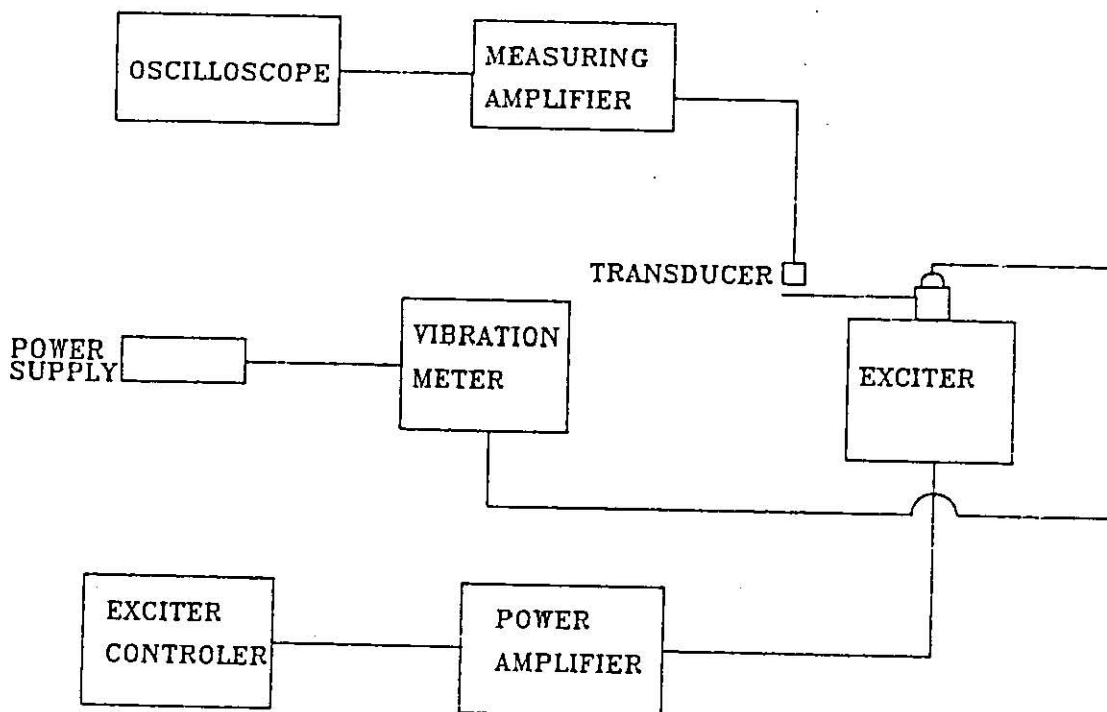 OSCILLOSCOPE
MEASURING
AMPLIFIER
TRANSDUCER
POWER
SUPPLY
VIBRATION
METER
EXCITER
EXCITER
CONTROLER
POWER
AMPLIFIER